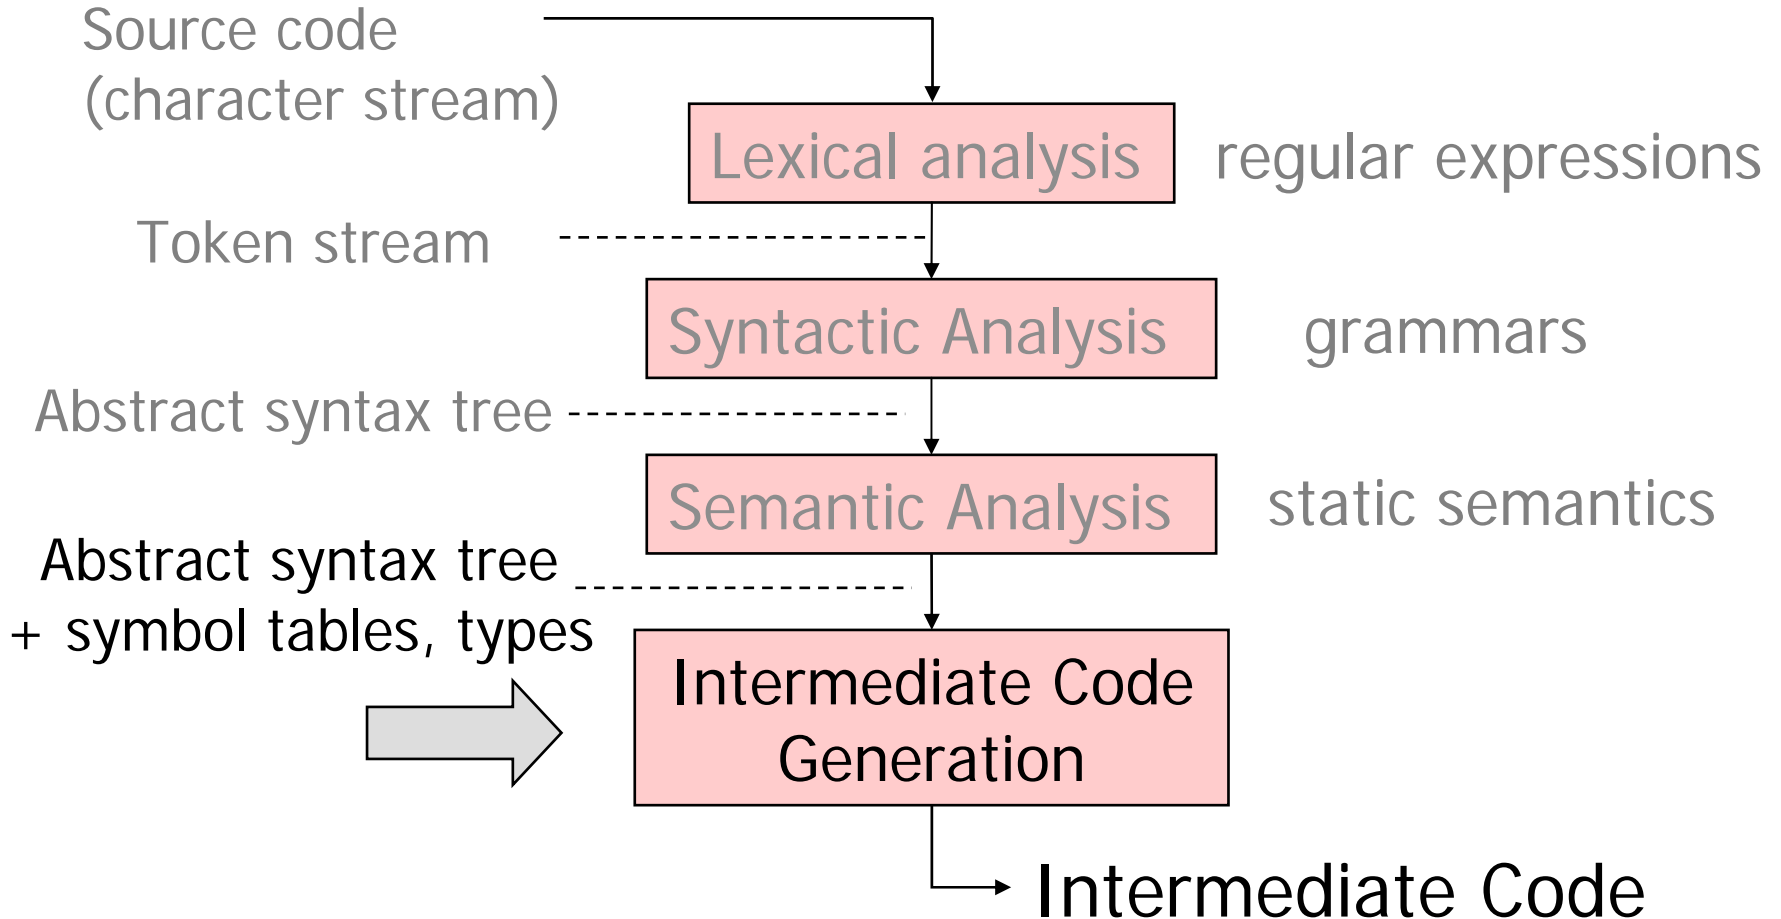 Source code
(character stream)
Lexical analysis
regular expressions
Token stream
Syntactic Analysis
grammars
Abstract syntax tree
Semantic Analysis
static semantics
Abstract syntax tree
+ symbol tables, types
Intermediate Code
Generation
Intermediate Code